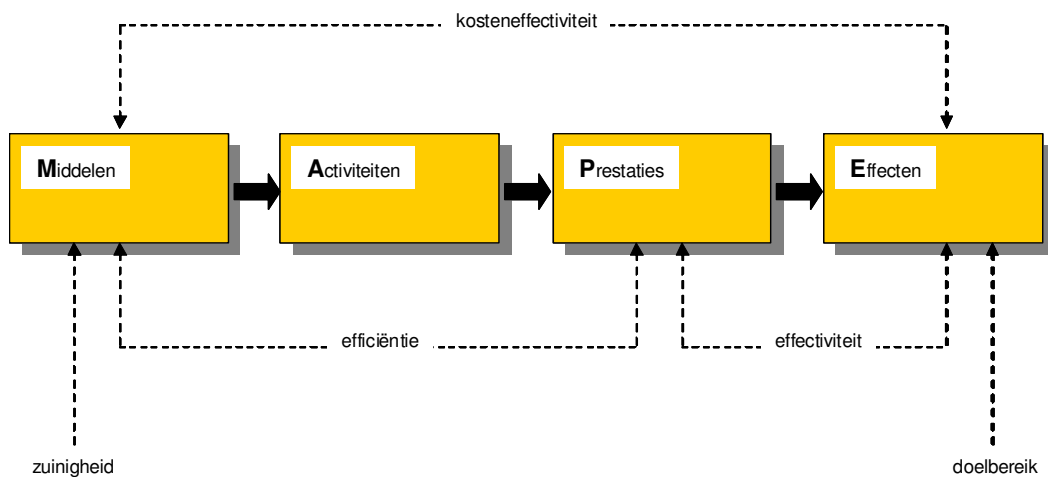 kosteneffectiviteit
Middelen
Activiteiten
Prestaties
Effecten
efficiëntie
effectiviteit
zuinigheid
doelbereik